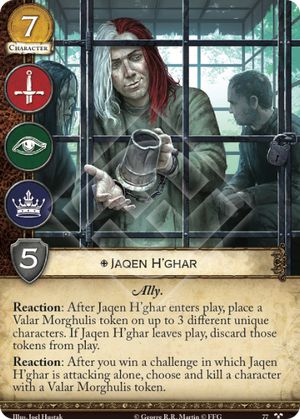 7
CHARACTER
5
JAQEN H'GHAR
Ally.
Reaction: After Jaqen H'ghar enters play, place a
Valar Morghulis token on up to 3 different unique
characters. If Jaqen H'ghar leaves play, discard those
tokens from play.
Reaction: After you win a challenge in which Jaqen
H'ghar is attacking alone, choose and kill a character
with a Valar Morghulis token.
Illus. Joel Hustak
© George R.R. Martin © FFG
77